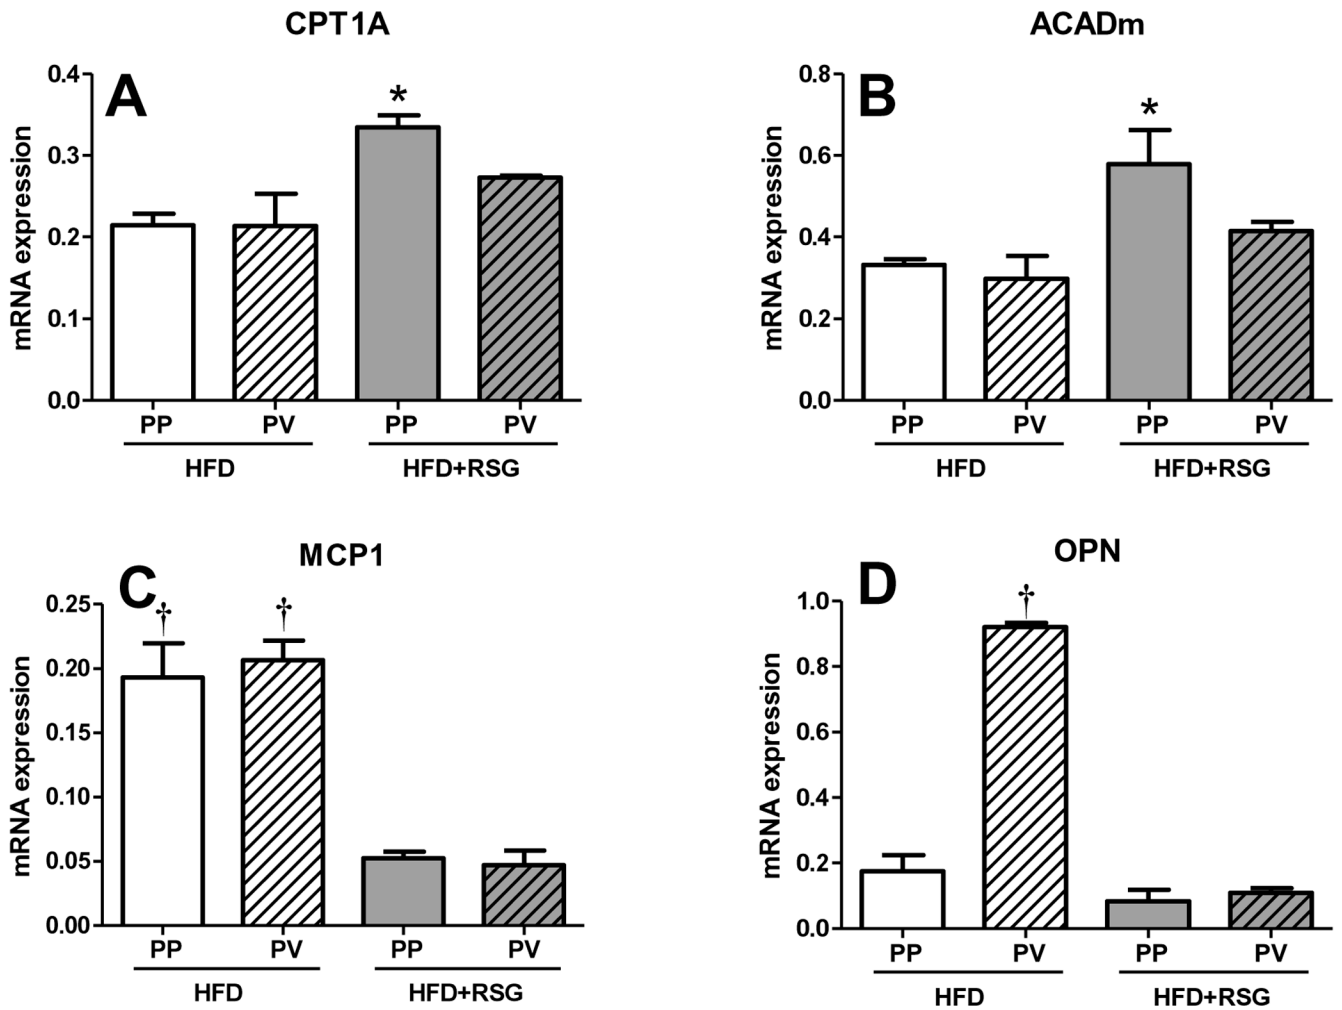 CPT1A
A
mRNA expression
0.4
0.3
0.2
0.1
0.0
*
PP PV PP PV
HFD HFD+RSG
ACADm
B
mRNA expression
0.8
0.6
0.4
0.2
0.0
*
PP PV PP PV
HFD HFD+RSG
MCP1
C
mRNA expression
0.25
0.20
0.15
0.10
0.05
0.00
† †
PP PV PP PV
HFD HFD+RSG
OPN
D
mRNA expression
1.0
0.8
0.6
0.4
0.2
0.0
†
PP PV PP PV
HFD HFD+RSG